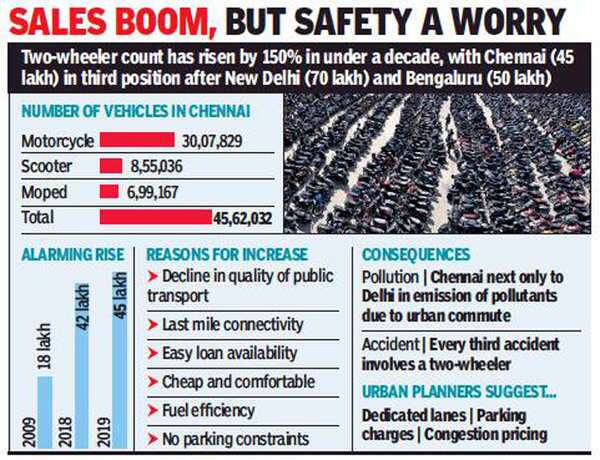 SALES BOOM, BUT SAFETY A WORRY
Two-wheeler count has risen by 150% in under a decade, with Chennai (45
lakh) in third position after New Delhi (70 lakh) and Bengaluru (50 lakh)
NUMBER OF VEHICLES IN CHENNAI
Motorcycle 30,07,829
Scooter 8,55,036
Moped 6,99,167
Total 45,62,032
ALARMING RISE
18 lakh
42 lakh
45 lakh
2009
2018
2019
REASONS FOR INCREASE
Decline in quality of public
transport
Last mile connectivity
Easy loan availability
Cheap and comfortable
Fuel efficiency
No parking constraints
CONSEQUENCES
Pollution | Chennai next only to
Delhi in emission of pollutants
due to urban commute
Accident | Every third accident
involves a two-wheeler
URBAN PLANNERS SUGGEST...
Dedicated lanes | Parking
charges | Congestion pricing